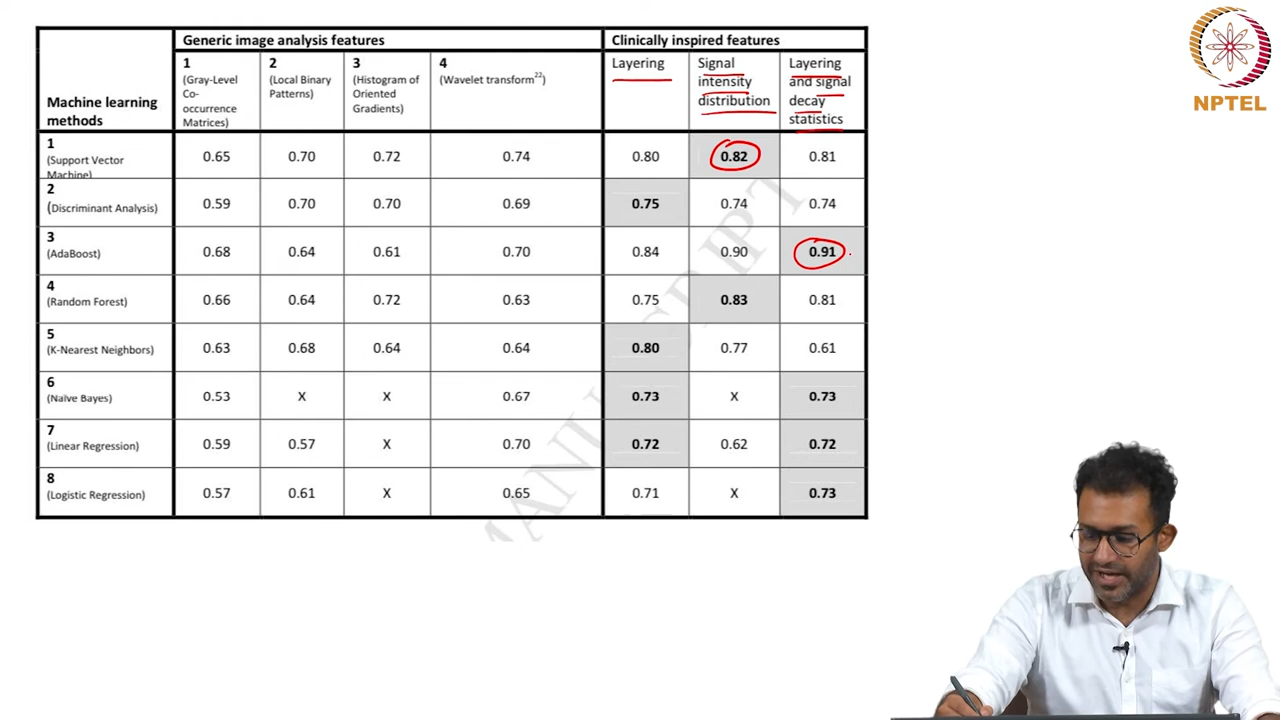 Generic image analysis features
Clinically inspired features
Machine learning
methods
1
(Gray-Level
Co-
occurrence
Matrices)
2
(Local Binary
Patterns)
3
(Histogram of
Oriented
Gradients)
4
(Wavelet transform22)
Layering
Signal
intensity
distribution
Layering
and signal
decay
statistics
1
(Support Vector
Machine)
0.65 0.70 0.72 0.74 0.80 0.82 0.81
2
(Discriminant Analysis)
0.59 0.70 0.70 0.69 0.75 0.74 0.74
3
(AdaBoost)
0.68 0.64 0.61 0.70 0.84 0.90 0.91
4
(Random Forest)
0.66 0.64 0.72 0.63 0.75 0.83 0.81
5
(K-Nearest Neighbors)
0.63 0.68 0.64 0.64 0.80 0.77 0.61
6
(Naïve Bayes)
0.53 X X 0.67 0.73 X 0.73
7
(Linear Regression)
0.59 0.57 X 0.70 0.72 0.62 0.72
8
(Logistic Regression)
0.57 0.61 X 0.65 0.71 X 0.73
NPTEL